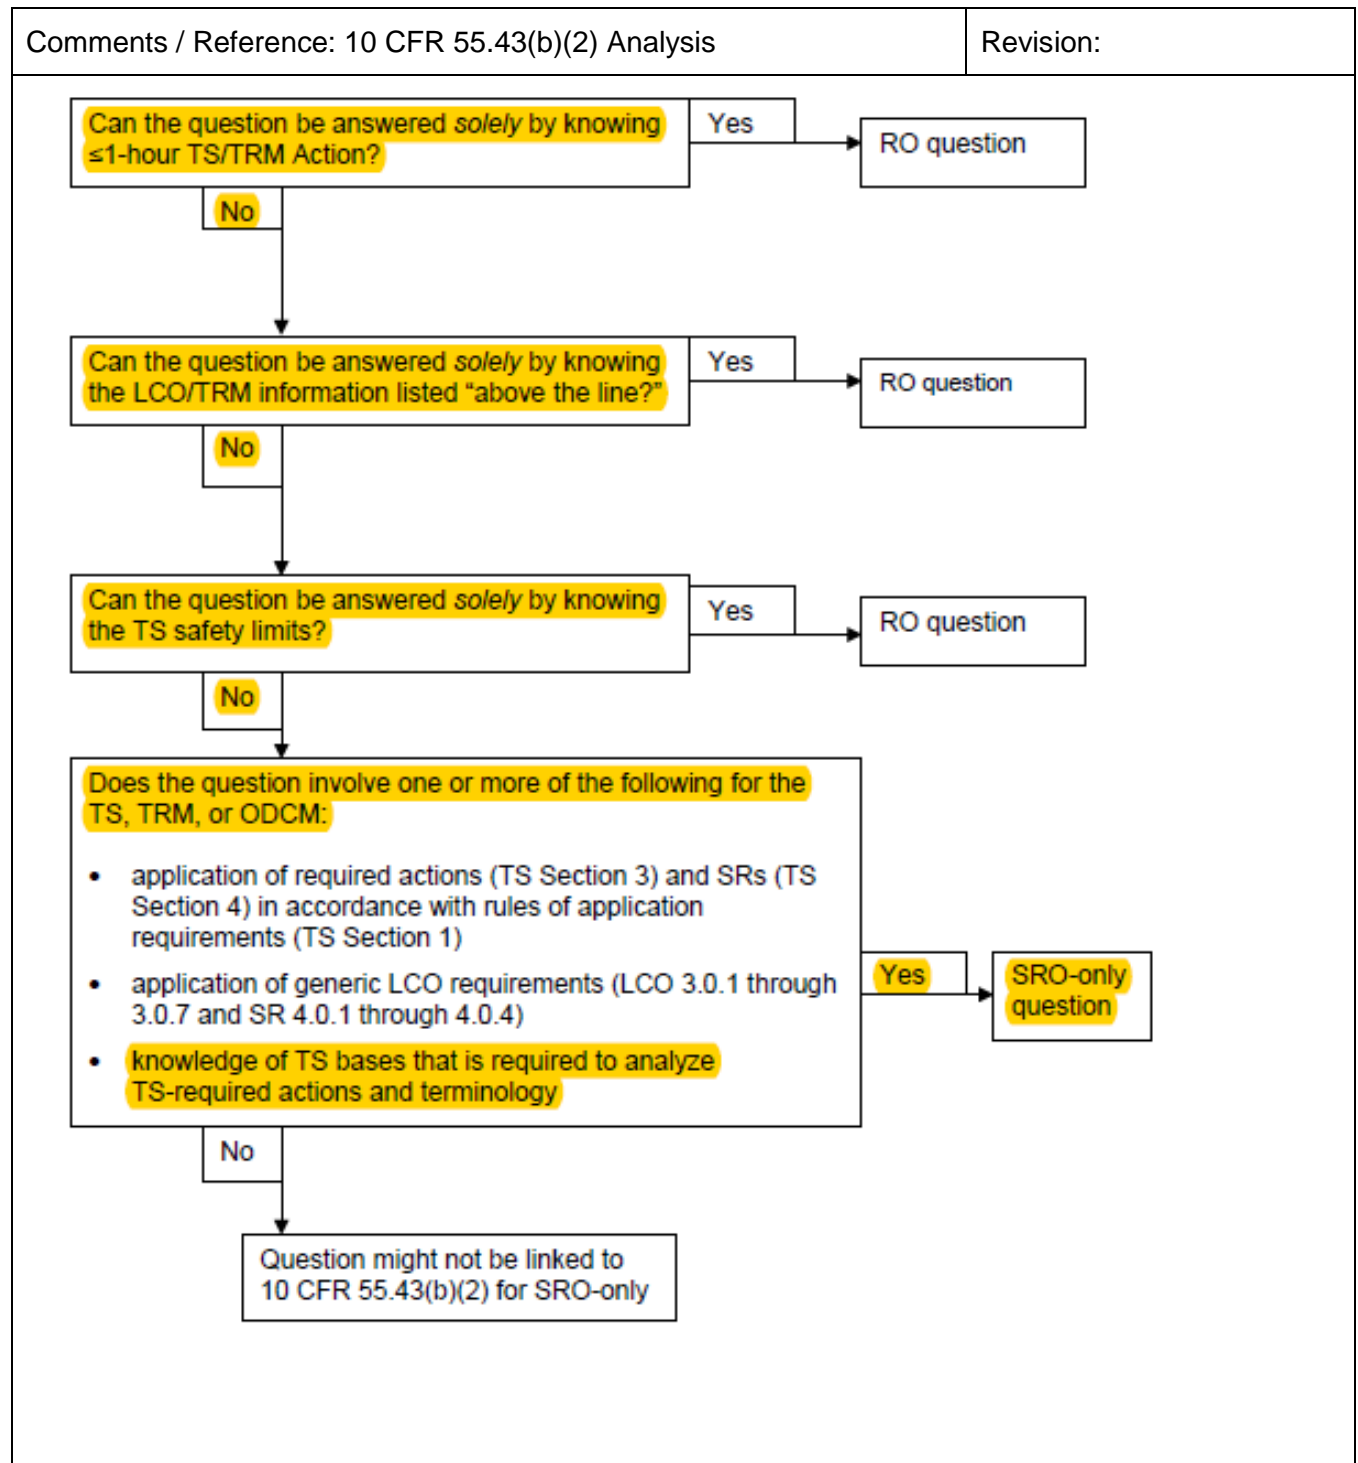 Comments / Reference: 10 CFR 55.43(b)(2) Analysis
Revision:
Can the question be answered solely by knowing
≤1-hour TS/TRM Action?
Yes
RO question
No
Can the question be answered solely by knowing
the LCO/TRM information listed “above the line?”
Yes
RO question
No
Can the question be answered solely by knowing
the TS safety limits?
Yes
RO question
No
Does the question involve one or more of the following for the
TS, TRM, or ODCM:
• application of required actions (TS Section 3) and SRs (TS
Section 4) in accordance with rules of application
requirements (TS Section 1)
• application of generic LCO requirements (LCO 3.0.1 through
3.0.7 and SR 4.0.1 through 4.0.4)
• knowledge of TS bases that is required to analyze
TS-required actions and terminology
Yes
SRO-only
question
No
Question might not be linked to
10 CFR 55.43(b)(2) for SRO-only